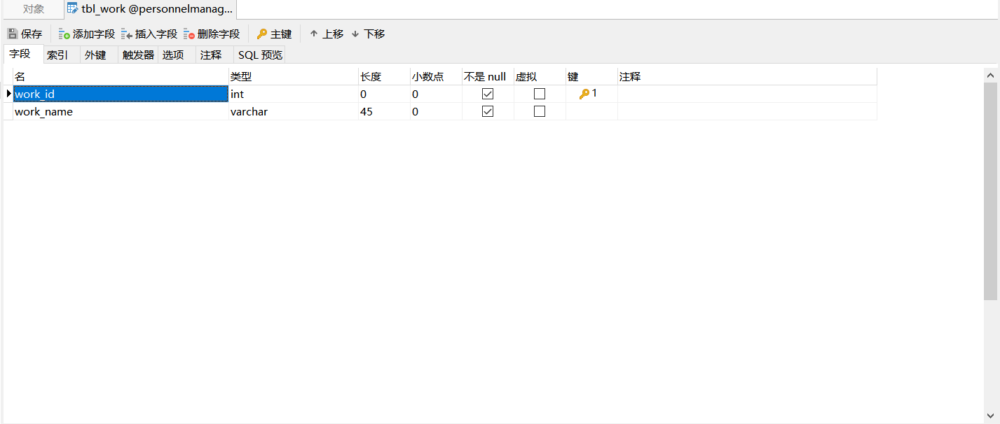 对象 tbl_work @personnelmanag...
保存 添加字段 插入字段 删除字段 主键 上移 下移
字段 索引 外键 触发器 选项 注释 SQL 预览
名 类型 长度 小数点 不是 null 虚拟 键 注释
work_id int 0 0 1
work_name varchar 45 0